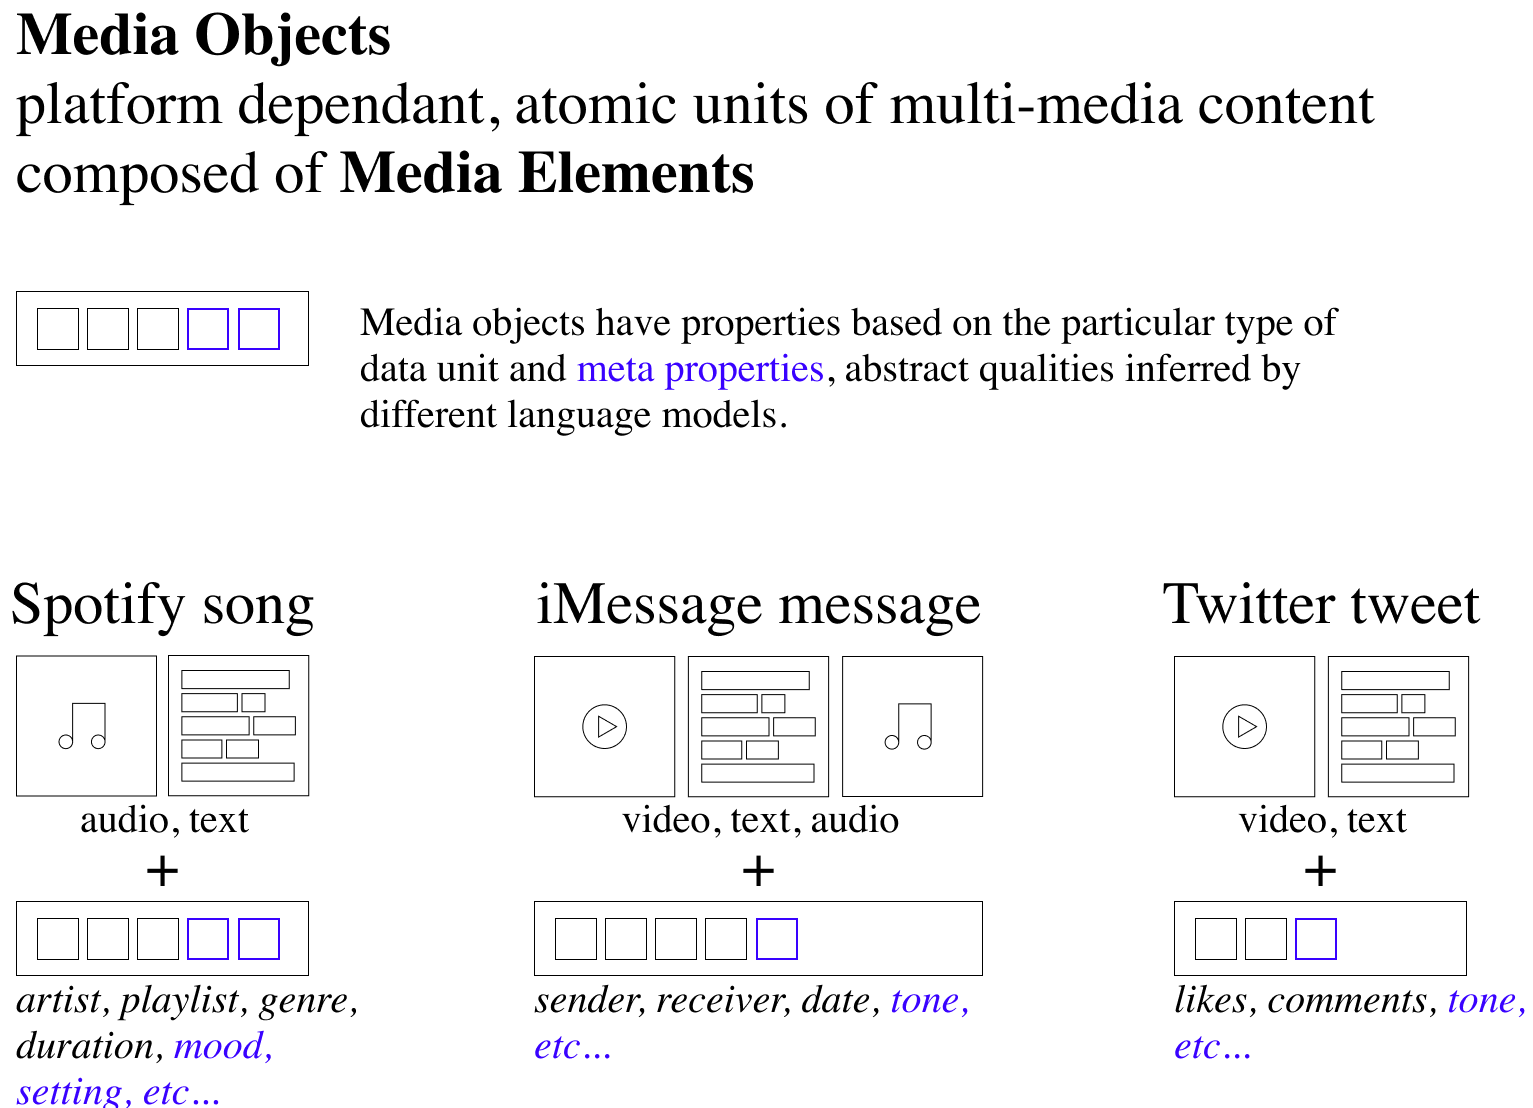 Media Objects
platform dependant, atomic units of multi-media content
composed of Media Elements
Media objects have properties based on the particular type of
data unit and meta properties, abstract qualities inferred by
different language models.
Spotify song
audio, text
+
artist, playlist, genre,
duration, mood,
setting, etc...
iMessage message
video, text, audio
+
sender, receiver, date, tone,
etc...
Twitter tweet
video, text
+
likes, comments, tone,
etc...